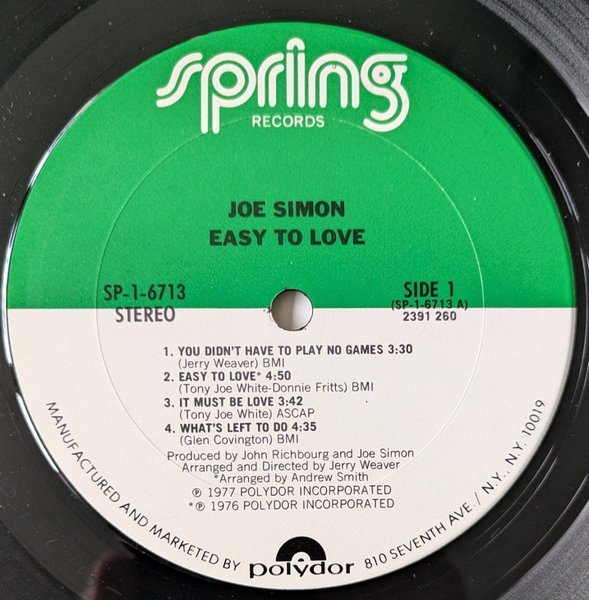 spring
RECORDS
JOE SIMON
EASY TO LOVE
SP-1-6713
STEREO
SIDE 1
(SP-1-6713 A)
2391 260
1. YOU DIDN'T HAVE TO PLAY NO GAMES 3:30
(Jerry Weaver) BMI
2. EASY TO LOVE* 4:50
(Tony Joe White-Donnie Fritts) BMI
3. IT MUST BE LOVE 3:42
(Tony Joe White) ASCAP
4. WHAT'S LEFT TO DO 4:35
(Glen Covington) BMI
Produced by John Richbourg and Joe Simon
Arranged and Directed by Jerry Weaver
*Arranged by Andrew Smith
℗ 1977 POLYDOR INCORPORATED
*℗ 1976 POLYDOR INCORPORATED
MANUFACTURED AND MARKETED BY polydor 810 SEVENTH AVE. / N.Y., N.Y. 10019